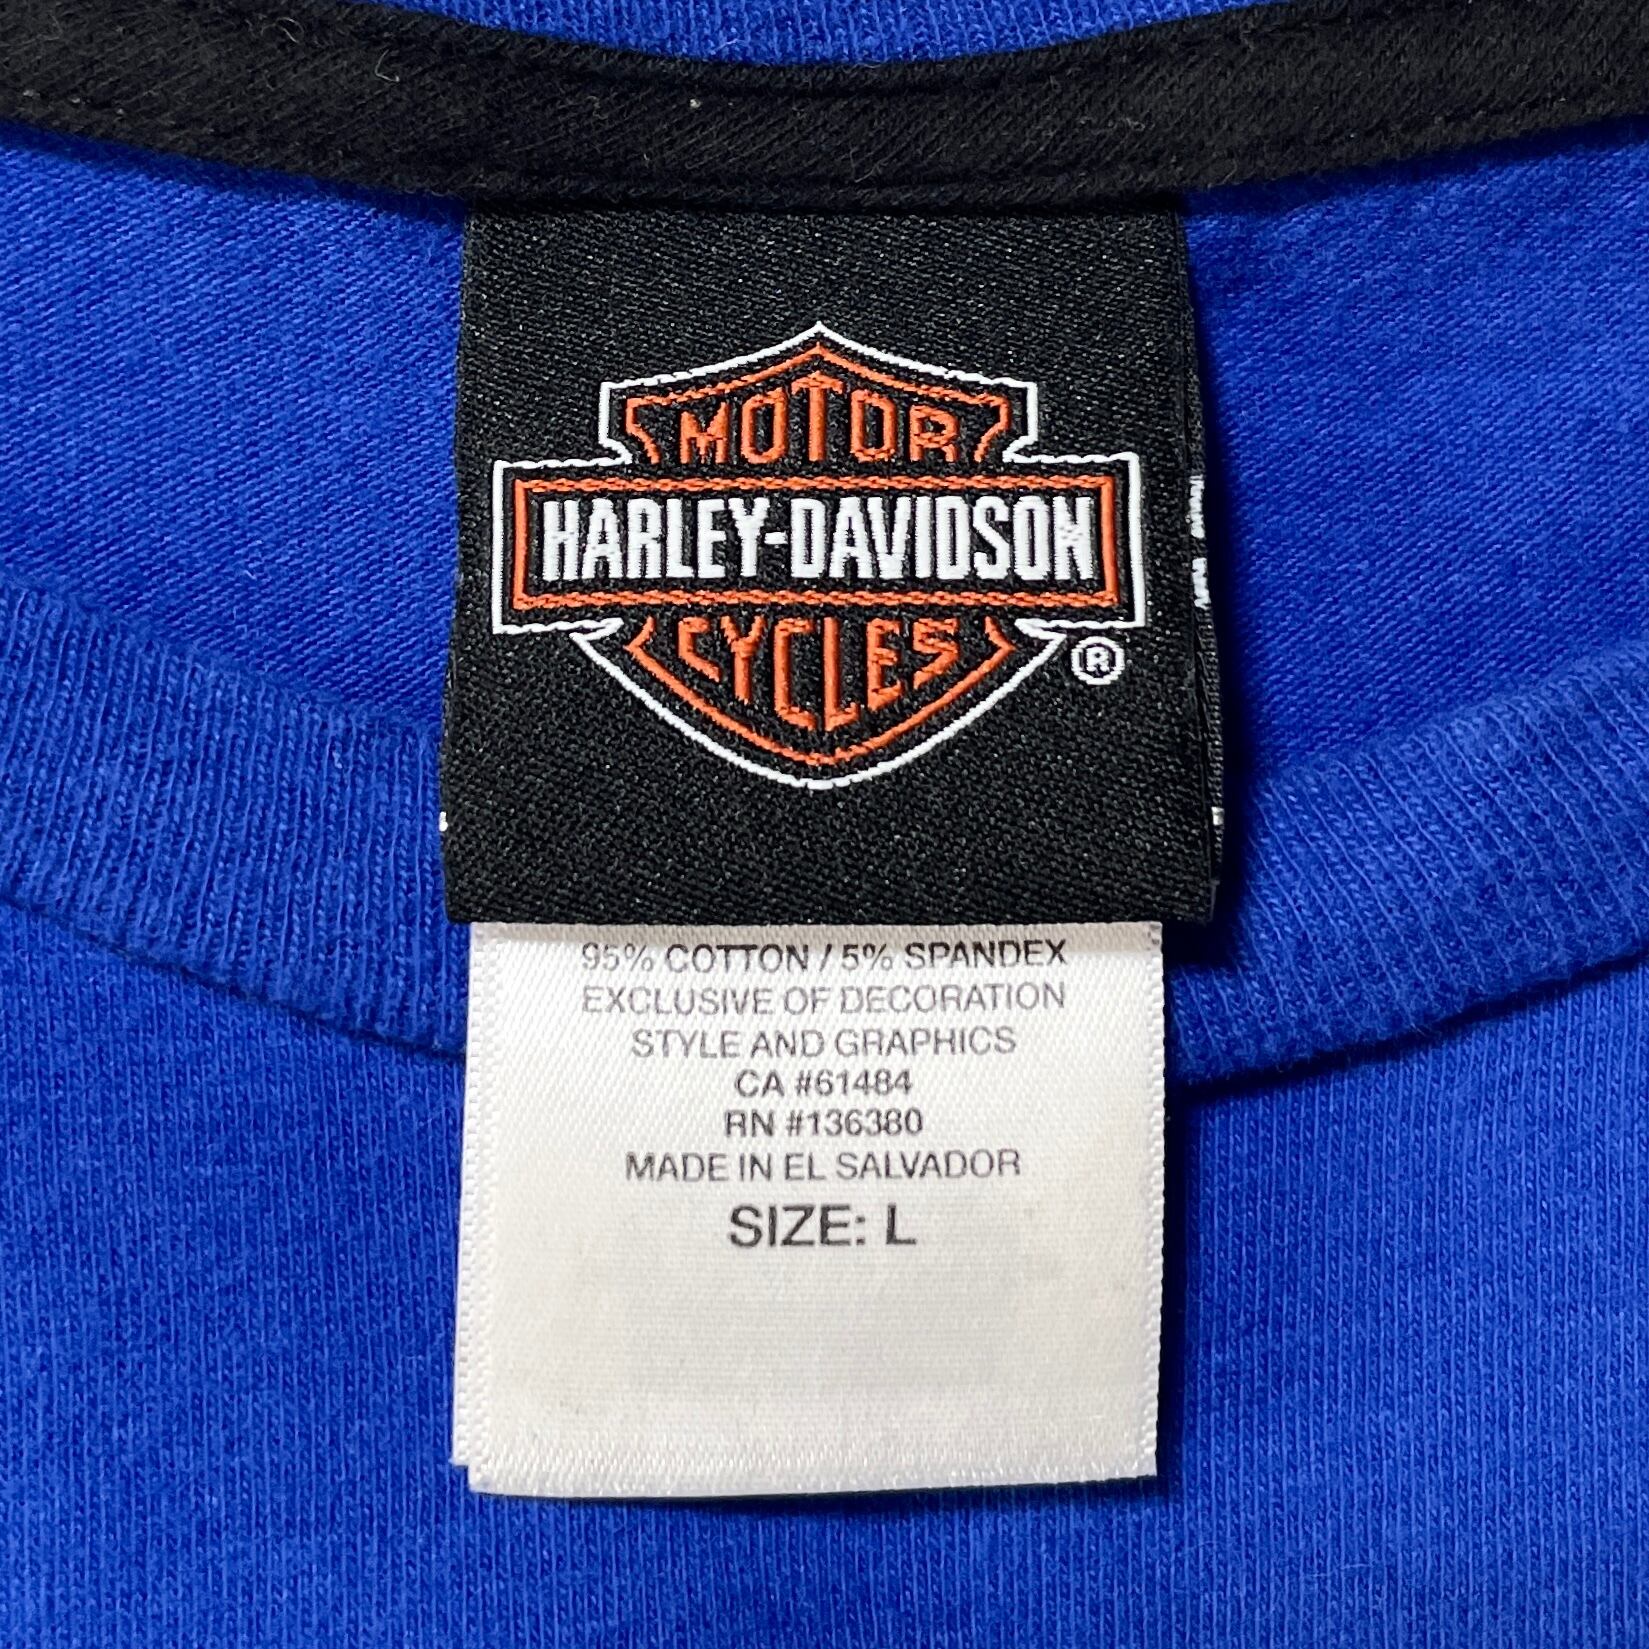 MOTOR
HARLEY-DAVIDSON
CYCLES
®
95% COTTON / 5% SPANDEX
EXCLUSIVE OF DECORATION
STYLE AND GRAPHICS
CA #61484
RN #136380
MADE IN EL SALVADOR
SIZE: L